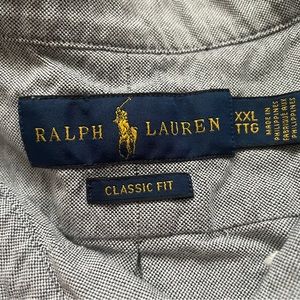 RALPH LAUREN
XXL
TTG
MADE IN
PHILIPPINES
FABRIQUÉ AUX
PHILIPPINES
CLASSIC FIT